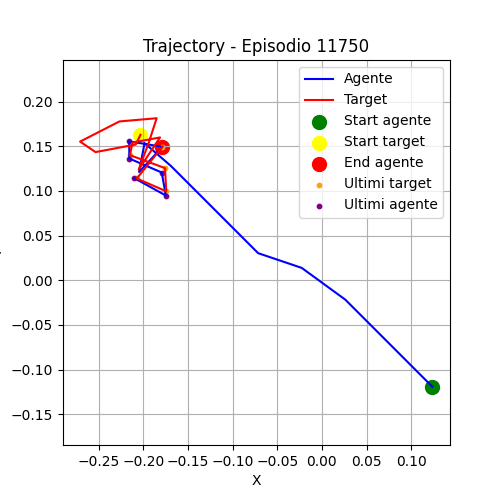 Trajectory - Episodio 11750
Agente
Target
Start agente
Start target
End agente
Ultimi target
Ultimi agente
0.20
0.15
0.10
0.05
0.00
−0.05
−0.10
−0.15
−0.25 −0.20 −0.15 −0.10 −0.05 0.00 0.05 0.10
X